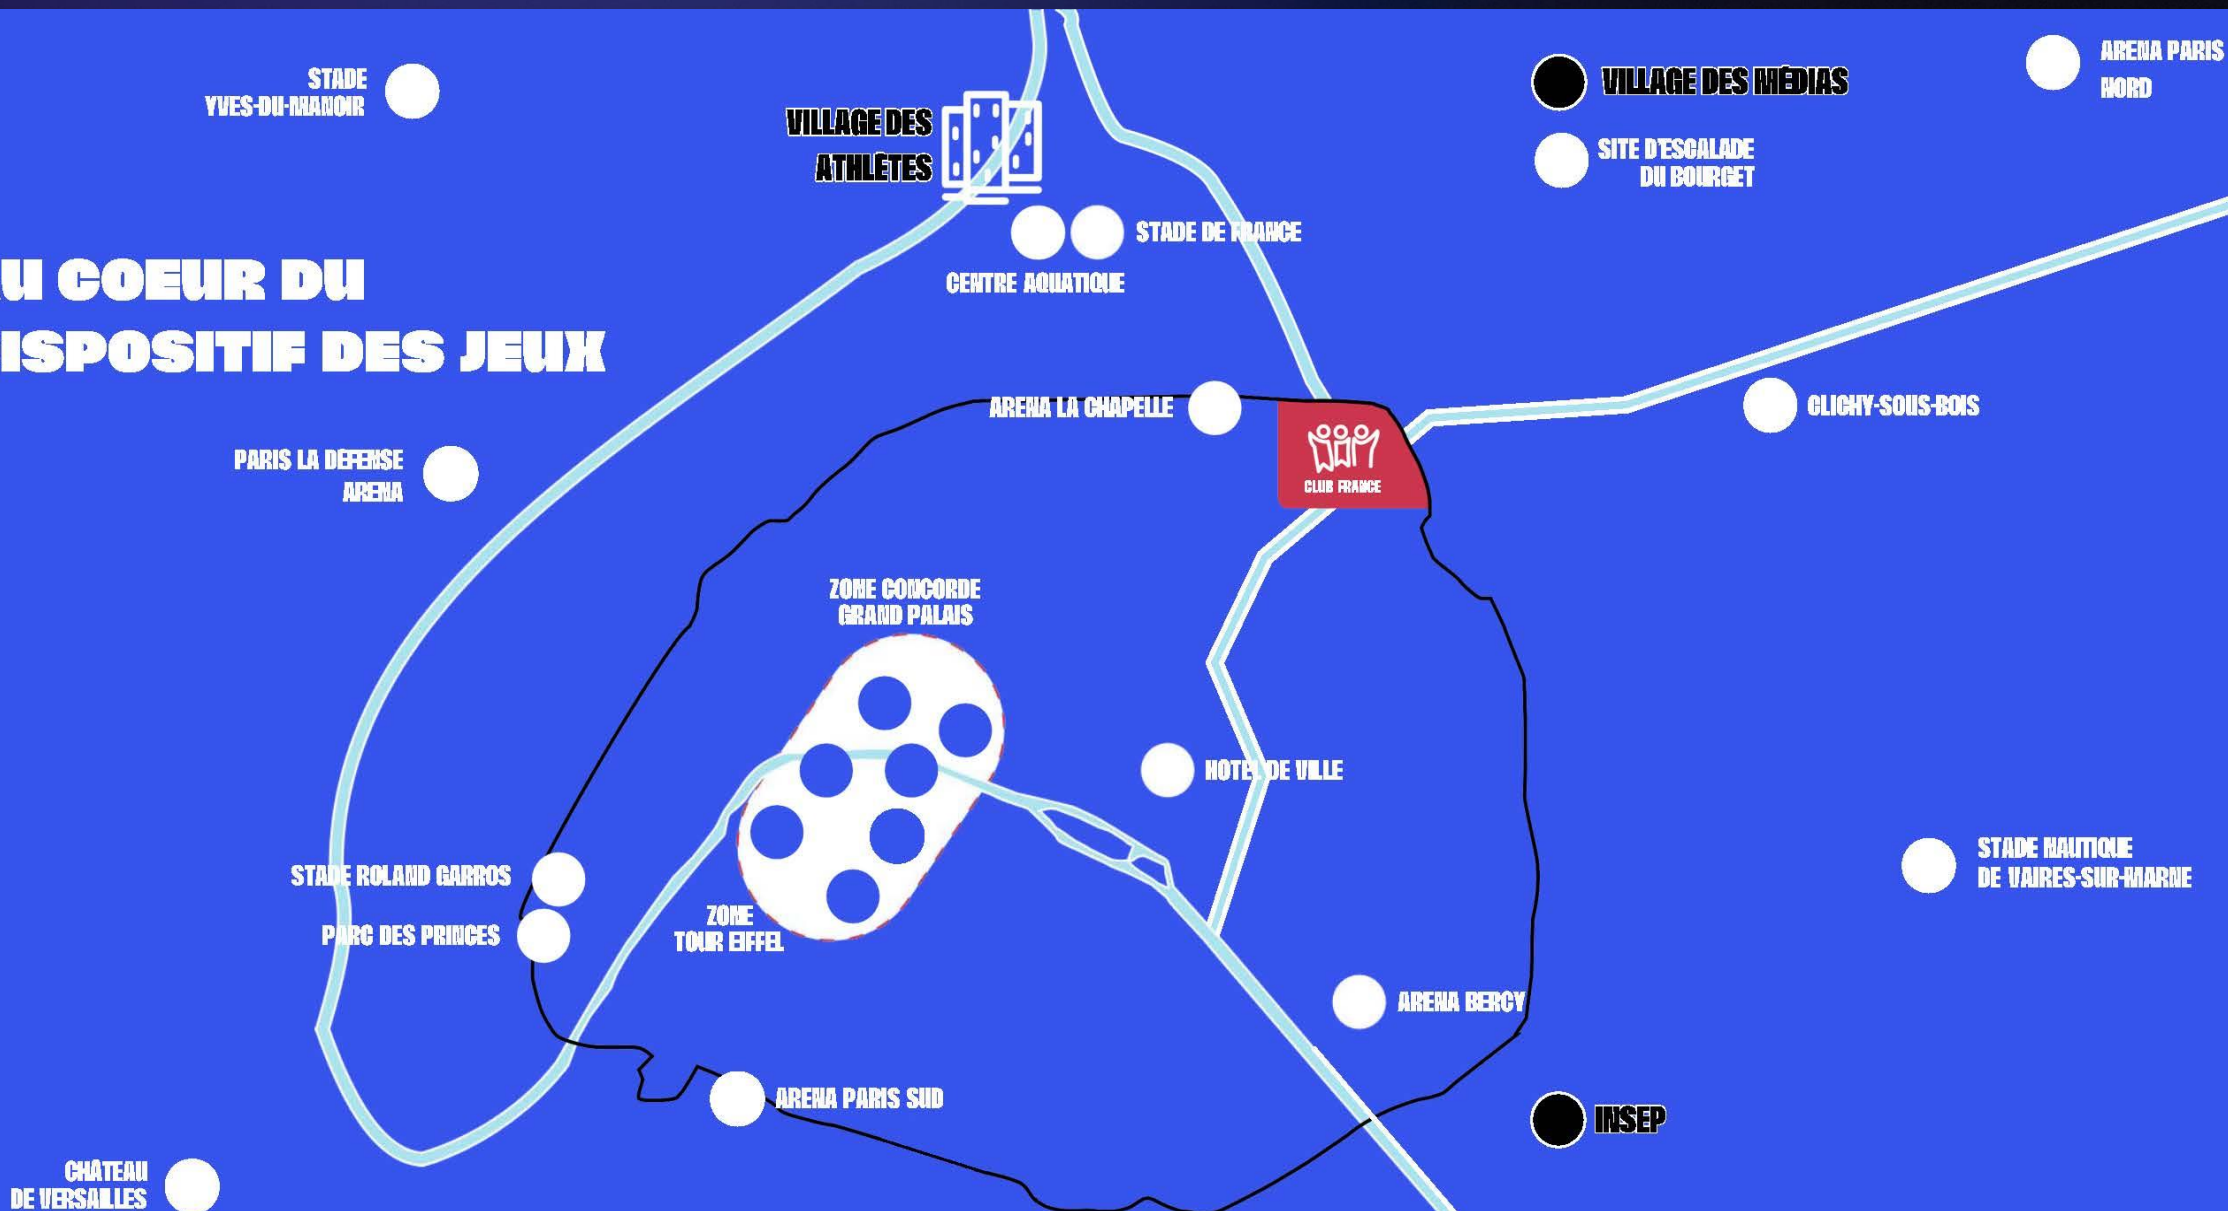 STADE
YVES-DU-MANOIR
VILLAGE DES
ATHLÈTES
VILLAGE DES MÉDIAS
SITE D'ESCALADE
DU BOURGET
ARENA PARIS
NORD
STADE DE FRANCE
CENTRE AQUATIQUE
U COEUR DU
ISPOSITIF DES JEUX
ARENA LA CHAPELLE
CLUB FRANCE
CLICHY-SOUS-BOIS
PARIS LA DÉFENSE
ARENA
ZONE CONCORDE
GRAND PALAIS
HÔTEL DE VILLE
STADE ROLAND GARROS
PARC DES PRINCES
ZONE
TOUR EIFFEL
STADE NAUTIQUE
DE VAIRES-SUR-MARNE
ARENA BERCY
ARENA PARIS SUD
INSEP
CHÂTEAU
DE VERSAILLES